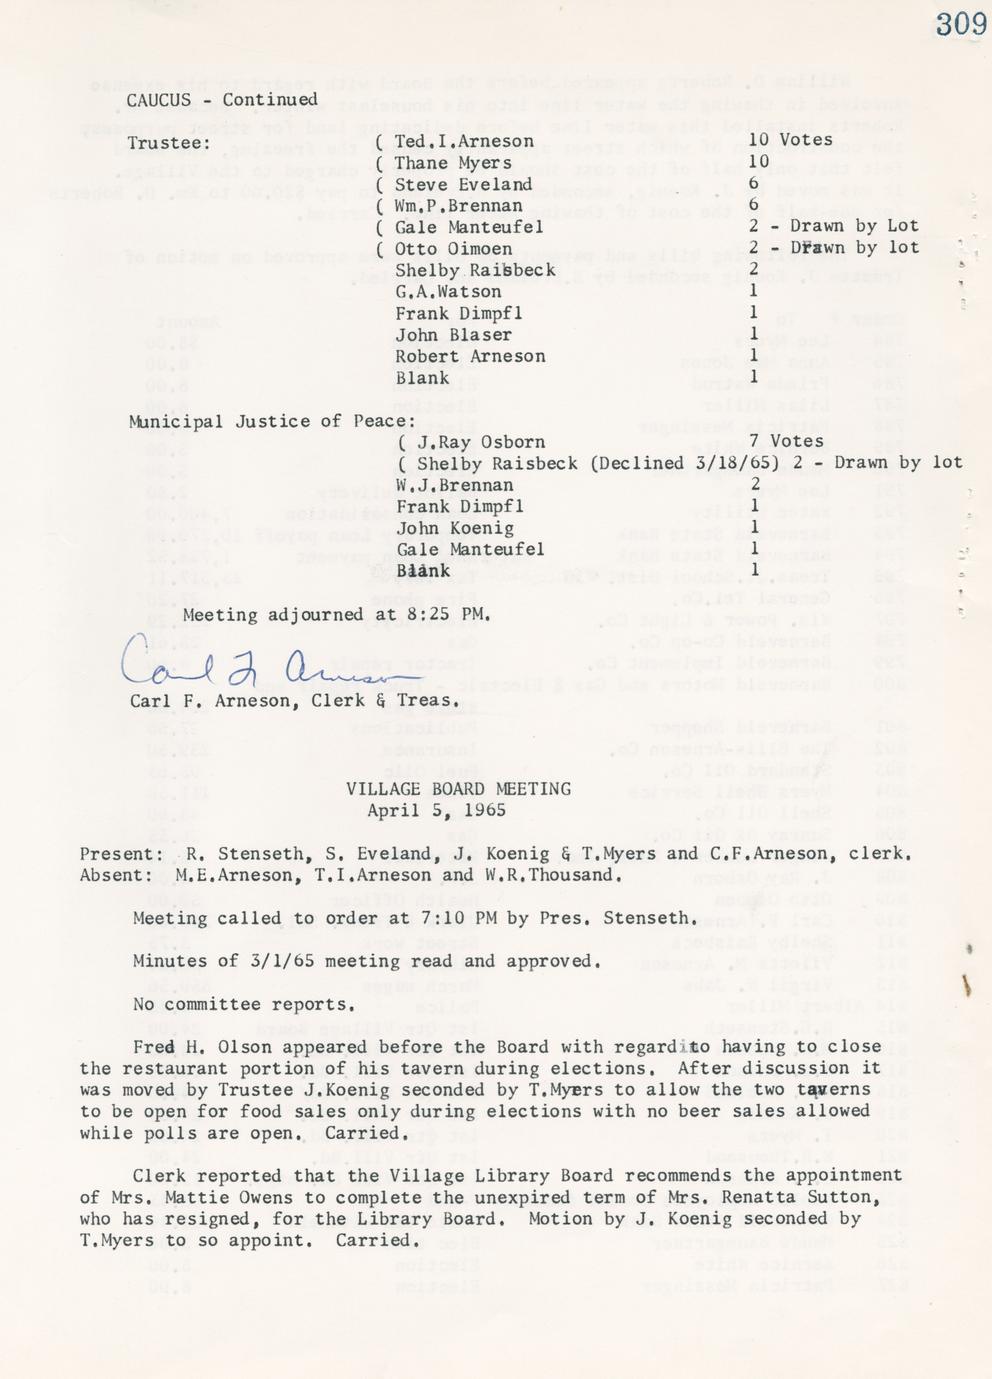 309
CAUCUS - Continued
Trustee: ( Ted.I.Arneson 10 Votes
( Thane Myers 10
( Steve Eveland 6
( Wm.P.Brennan 6
( Gale Manteufel 2 - Drawn by Lot
( Otto Oimoen 2 - Drawn by lot
Shelby Raisbeck 2
G.A.Watson 1
Frank Dimpfl 1
John Blaser 1
Robert Arneson 1
Blank 1
Municipal Justice of Peace:
( J.Ray Osborn 7 Votes
( Shelby Raisbeck (Declined 3/18/65) 2 - Drawn by lot
W.J.Brennan 2
Frank Dimpfl 1
John Koenig 1
Gale Manteufel 1
Blank 1
Meeting adjourned at 8:25 PM.
Carl F. Arneson
Carl F. Arneson, Clerk & Treas.
VILLAGE BOARD MEETING
April 5, 1965
Present: R. Stenseth, S. Eveland, J. Koenig & T.Myers and C.F.Arneson, clerk.
Absent: M.E.Arneson, T.I.Arneson and W.R.Thousand.
Meeting called to order at 7:10 PM by Pres. Stenseth.
Minutes of 3/1/65 meeting read and approved.
No committee reports.
Fred H. Olson appeared before the Board with regard to having to close
the restaurant portion of his tavern during elections. After discussion it
was moved by Trustee J.Koenig seconded by T.Myers to allow the two taverns
to be open for food sales only during elections with no beer sales allowed
while polls are open. Carried.
Clerk reported that the Village Library Board recommends the appointment
of Mrs. Mattie Owens to complete the unexpired term of Mrs. Renatta Sutton,
who has resigned, for the Library Board. Motion by J. Koenig seconded by
T.Myers to so appoint. Carried.